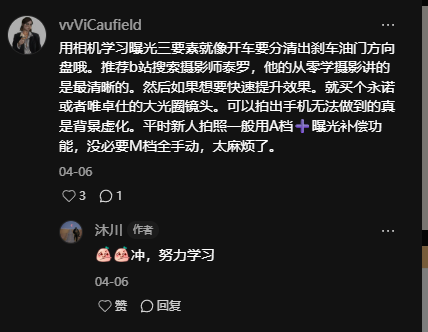 vvViCaufield
用相机学习曝光三要素就像开车要分清出刹车油门方向
盘哦。推荐b站搜索摄影师泰罗，他的从零学摄影讲的
是最清晰的。然后如果想要快速提升效果。就买个永诺
或者唯卓仕的大光圈镜头。可以拍出手机无法做到的真
是背景虚化。平时新人拍照一般用A档➕曝光补偿功
能，没必要M档全手动，太麻烦了。
04-06
3 1
沐川 作者
冲，努力学习
04-06
赞 回复